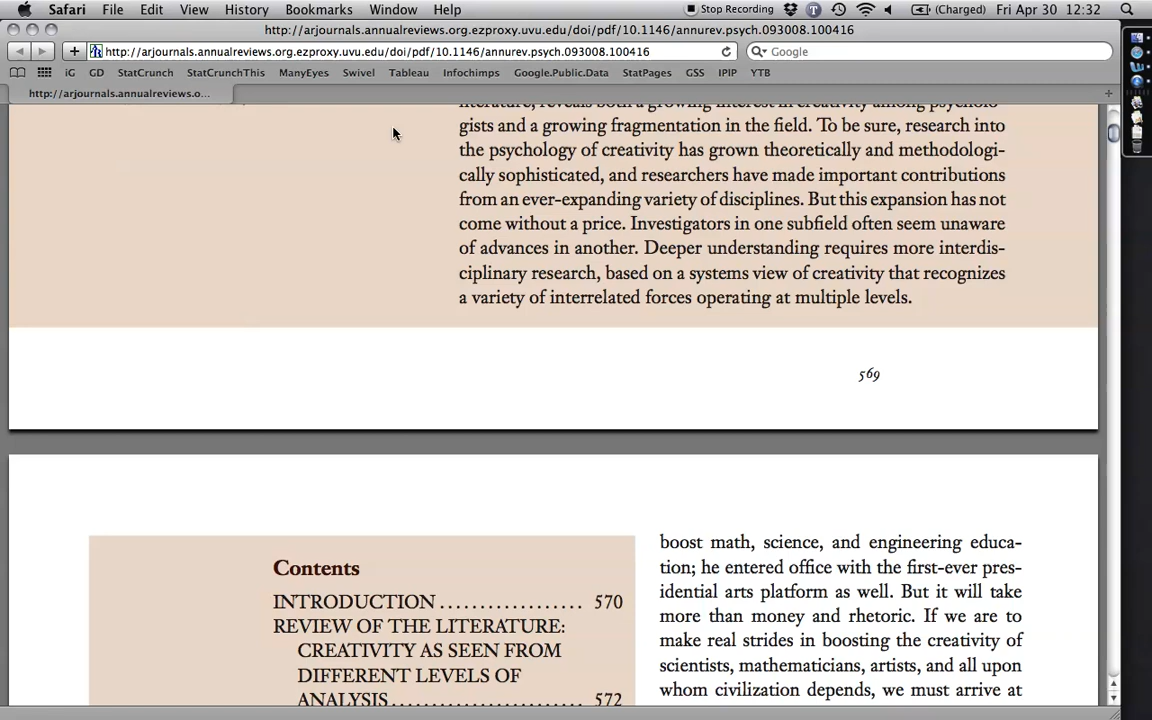 Safari File Edit View History Bookmarks Window Help Stop Recording (Charged) Fri Apr 30 12:32
http://arjournals.annualreviews.org.ezproxy.uvu.edu/doi/pdf/10.1146/annurev.psych.093008.100416
http://arjournals.annualreviews.org.ezproxy.uvu.edu/doi/pdf/10.1146/annurev.psych.093008.100416 Google
iG GD StatCrunch StatCrunchThis ManyEyes Swivel Tableau Infochimps Google.Public.Data StatPages GSS IPIP YTB
http://arjournals.annualreviews.o...
literature, reveals both a growing interest in creativity among psycholo-
gists and a growing fragmentation in the field. To be sure, research into
the psychology of creativity has grown theoretically and methodologi-
cally sophisticated, and researchers have made important contributions
from an ever-expanding variety of disciplines. But this expansion has not
come without a price. Investigators in one subfield often seem unaware
of advances in another. Deeper understanding requires more interdis-
ciplinary research, based on a systems view of creativity that recognizes
a variety of interrelated forces operating at multiple levels.
569
Contents
INTRODUCTION .................. 570
REVIEW OF THE LITERATURE:
CREATIVITY AS SEEN FROM
DIFFERENT LEVELS OF
ANALYSIS ........................ 572
boost math, science, and engineering educa-
tion; he entered office with the first-ever pres-
idential arts platform as well. But it will take
more than money and rhetoric. If we are to
make real strides in boosting the creativity of
scientists, mathematicians, artists, and all upon
whom civilization depends, we must arrive at